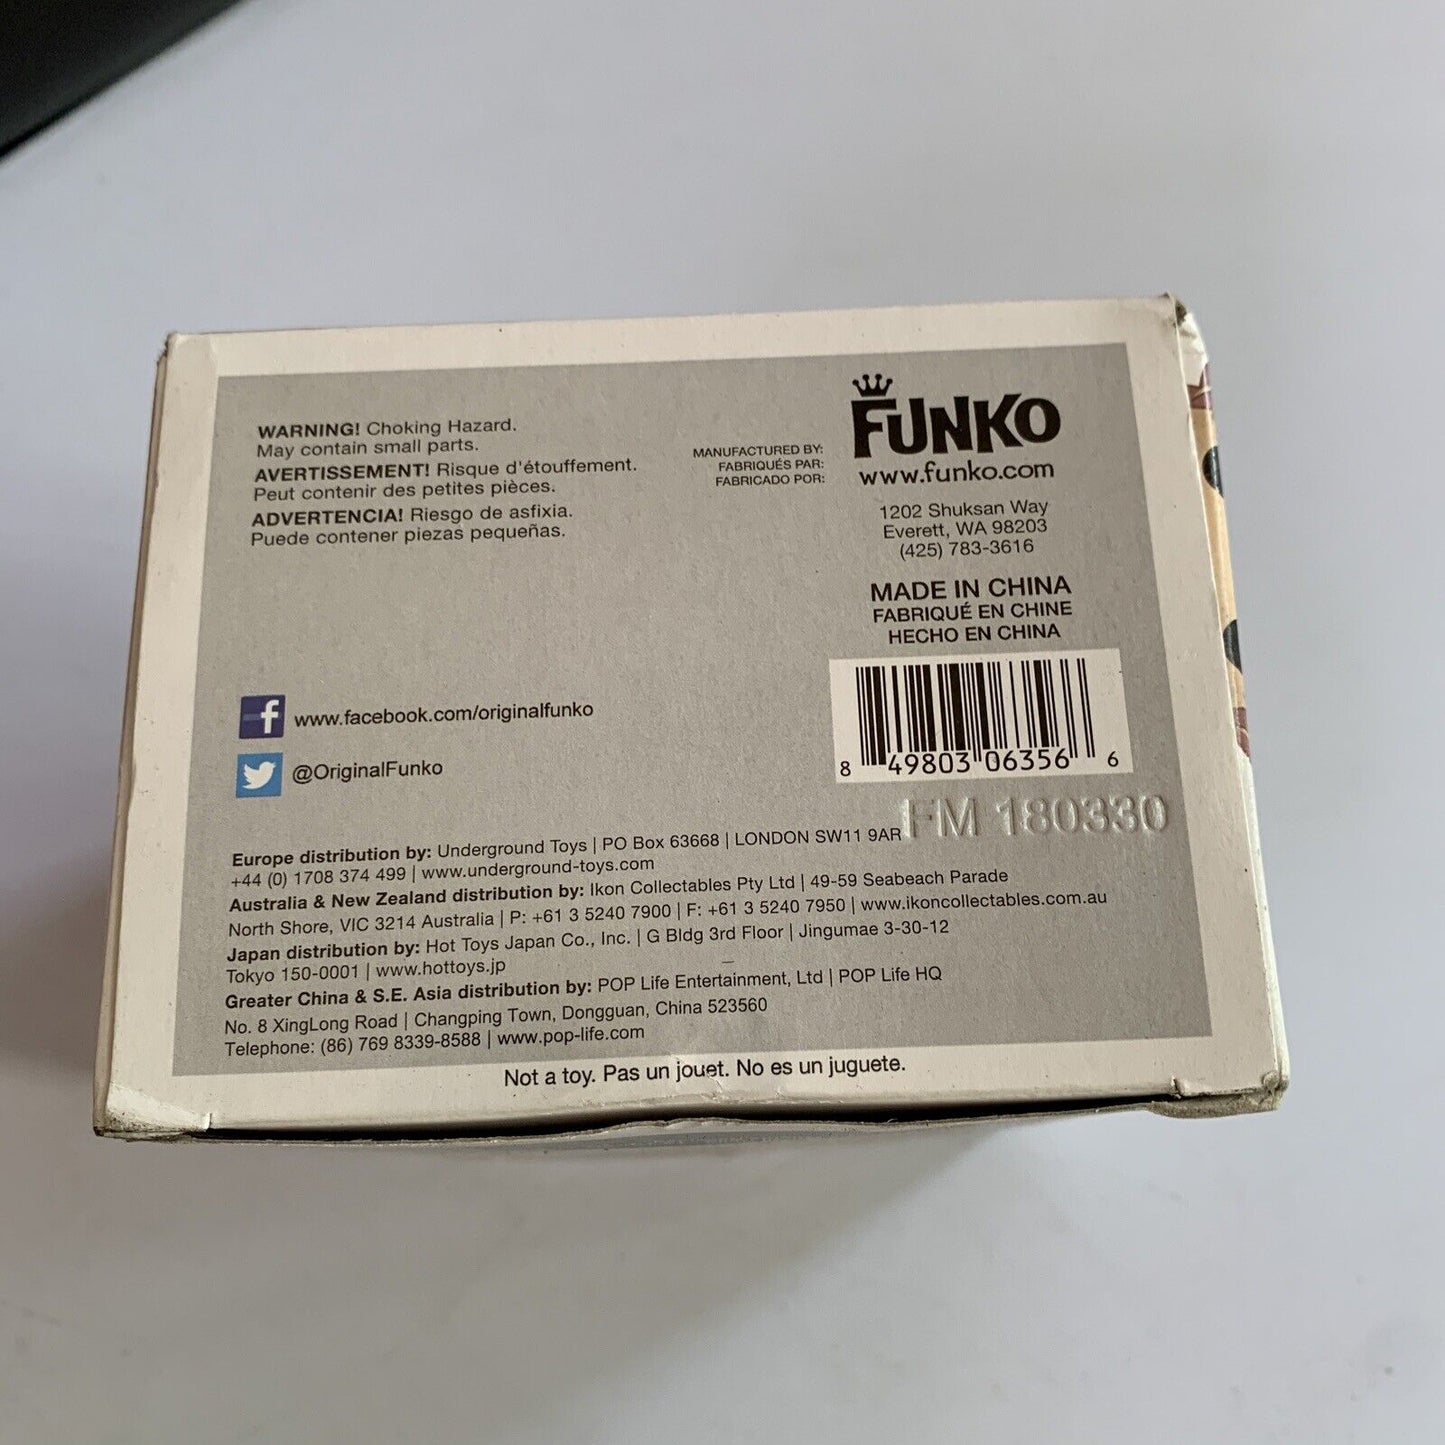 WARNING! Choking Hazard.
May contain small parts.
AVERTISSEMENT! Risque d'étouffement.
Peut contenir des petites pièces.
ADVERTENCIA! Riesgo de asfixia.
Puede contener piezas pequeñas.
MANUFACTURED BY:
FABRIQUÉS PAR:
FABRICADO POR:
FUNKO
www.funko.com
1202 Shuksan Way
Everett, WA 98203
(425) 783-3616
MADE IN CHINA
FABRIQUÉ EN CHINE
HECHO EN CHINA
f www.facebook.com/originalfunko
@OriginalFunko
8 49803 06356 6
FM 180330
Europe distribution by: Underground Toys | PO Box 63668 | LONDON SW11 9AR
+44 (0) 1708 374 499 | www.underground-toys.com
Australia & New Zealand distribution by: Ikon Collectables Pty Ltd | 49-59 Seabeach Parade
North Shore, VIC 3214 Australia | P: +61 3 5240 7900 | F: +61 3 5240 7950 | www.ikoncollectables.com.au
Japan distribution by: Hot Toys Japan Co., Inc. | G Bldg 3rd Floor | Jingumae 3-30-12
Tokyo 150-0001 | www.hottoys.jp
Greater China & S.E. Asia distribution by: POP Life Entertainment, Ltd | POP Life HQ
No. 8 XingLong Road | Changping Town, Dongguan, China 523560
Telephone: (86) 769 8339-8588 | www.pop-life.com
Not a toy. Pas un jouet. No es un juguete.